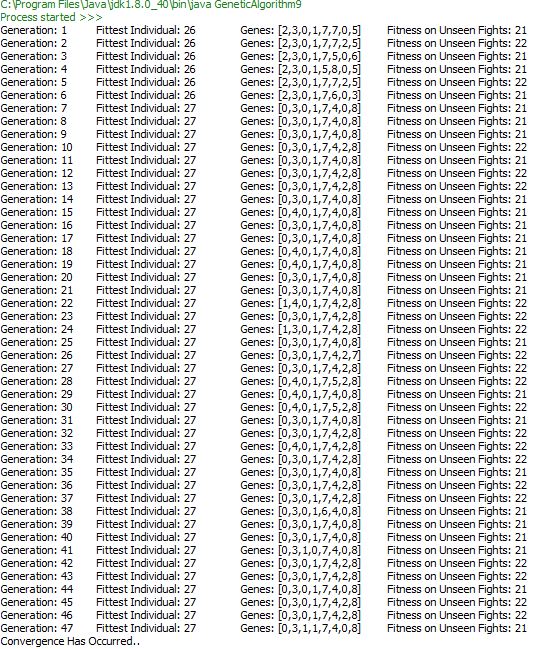 C:\Program Files\Java\jdk1.8.0_40\bin\java GeneticAlgorithm9
Process started >>>
Generation: 1 Fittest Individual: 26 Genes: [2,3,0,1,7,7,0,5] Fitness on Unseen Fights: 21
Generation: 2 Fittest Individual: 26 Genes: [2,3,0,1,7,7,2,5] Fitness on Unseen Fights: 22
Generation: 3 Fittest Individual: 26 Genes: [2,3,0,1,7,5,0,6] Fitness on Unseen Fights: 21
Generation: 4 Fittest Individual: 26 Genes: [2,3,0,1,5,8,0,5] Fitness on Unseen Fights: 21
Generation: 5 Fittest Individual: 26 Genes: [2,3,0,1,7,7,2,5] Fitness on Unseen Fights: 22
Generation: 6 Fittest Individual: 26 Genes: [2,3,0,1,7,6,0,3] Fitness on Unseen Fights: 22
Generation: 7 Fittest Individual: 27 Genes: [0,3,0,1,7,4,0,8] Fitness on Unseen Fights: 21
Generation: 8 Fittest Individual: 27 Genes: [0,3,0,1,7,4,0,8] Fitness on Unseen Fights: 21
Generation: 9 Fittest Individual: 27 Genes: [0,3,0,1,7,4,0,8] Fitness on Unseen Fights: 21
Generation: 10 Fittest Individual: 27 Genes: [0,3,0,1,7,4,2,8] Fitness on Unseen Fights: 22
Generation: 11 Fittest Individual: 27 Genes: [0,3,0,1,7,4,0,8] Fitness on Unseen Fights: 21
Generation: 12 Fittest Individual: 27 Genes: [0,3,0,1,7,4,2,8] Fitness on Unseen Fights: 22
Generation: 13 Fittest Individual: 27 Genes: [0,3,0,1,7,4,2,8] Fitness on Unseen Fights: 22
Generation: 14 Fittest Individual: 27 Genes: [0,3,0,1,7,4,0,8] Fitness on Unseen Fights: 21
Generation: 15 Fittest Individual: 27 Genes: [0,4,0,1,7,4,0,8] Fitness on Unseen Fights: 21
Generation: 16 Fittest Individual: 27 Genes: [0,3,0,1,7,4,0,8] Fitness on Unseen Fights: 21
Generation: 17 Fittest Individual: 27 Genes: [0,3,0,1,7,4,0,8] Fitness on Unseen Fights: 21
Generation: 18 Fittest Individual: 27 Genes: [0,4,0,1,7,4,0,8] Fitness on Unseen Fights: 21
Generation: 19 Fittest Individual: 27 Genes: [0,4,0,1,7,4,0,8] Fitness on Unseen Fights: 21
Generation: 20 Fittest Individual: 27 Genes: [0,3,0,1,7,4,0,8] Fitness on Unseen Fights: 21
Generation: 21 Fittest Individual: 27 Genes: [0,3,0,1,7,4,0,8] Fitness on Unseen Fights: 21
Generation: 22 Fittest Individual: 27 Genes: [1,4,0,1,7,4,2,8] Fitness on Unseen Fights: 22
Generation: 23 Fittest Individual: 27 Genes: [0,3,0,1,7,4,2,8] Fitness on Unseen Fights: 22
Generation: 24 Fittest Individual: 27 Genes: [1,3,0,1,7,4,2,8] Fitness on Unseen Fights: 22
Generation: 25 Fittest Individual: 27 Genes: [0,3,0,1,7,4,0,8] Fitness on Unseen Fights: 21
Generation: 26 Fittest Individual: 27 Genes: [0,3,0,1,7,4,2,7] Fitness on Unseen Fights: 22
Generation: 27 Fittest Individual: 27 Genes: [0,3,0,1,7,4,2,8] Fitness on Unseen Fights: 22
Generation: 28 Fittest Individual: 27 Genes: [0,4,0,1,7,5,2,8] Fitness on Unseen Fights: 22
Generation: 29 Fittest Individual: 27 Genes: [0,4,0,1,7,4,0,8] Fitness on Unseen Fights: 21
Generation: 30 Fittest Individual: 27 Genes: [0,4,0,1,7,5,2,8] Fitness on Unseen Fights: 22
Generation: 31 Fittest Individual: 27 Genes: [0,3,0,1,7,4,0,8] Fitness on Unseen Fights: 21
Generation: 32 Fittest Individual: 27 Genes: [0,3,0,1,7,4,2,8] Fitness on Unseen Fights: 22
Generation: 33 Fittest Individual: 27 Genes: [0,4,0,1,7,4,2,8] Fitness on Unseen Fights: 22
Generation: 34 Fittest Individual: 27 Genes: [0,3,0,1,7,4,2,8] Fitness on Unseen Fights: 22
Generation: 35 Fittest Individual: 27 Genes: [0,3,0,1,7,4,0,8] Fitness on Unseen Fights: 21
Generation: 36 Fittest Individual: 27 Genes: [0,3,0,1,7,4,2,8] Fitness on Unseen Fights: 22
Generation: 37 Fittest Individual: 27 Genes: [0,3,0,1,7,4,2,8] Fitness on Unseen Fights: 22
Generation: 38 Fittest Individual: 27 Genes: [0,3,0,1,6,4,0,8] Fitness on Unseen Fights: 21
Generation: 39 Fittest Individual: 27 Genes: [0,3,0,1,7,4,0,8] Fitness on Unseen Fights: 21
Generation: 40 Fittest Individual: 27 Genes: [0,3,0,1,7,4,0,8] Fitness on Unseen Fights: 21
Generation: 41 Fittest Individual: 27 Genes: [0,3,1,0,7,4,0,8] Fitness on Unseen Fights: 21
Generation: 42 Fittest Individual: 27 Genes: [0,3,0,1,7,4,2,8] Fitness on Unseen Fights: 22
Generation: 43 Fittest Individual: 27 Genes: [0,3,0,1,7,4,2,8] Fitness on Unseen Fights: 22
Generation: 44 Fittest Individual: 27 Genes: [0,3,0,1,7,4,0,8] Fitness on Unseen Fights: 21
Generation: 45 Fittest Individual: 27 Genes: [0,3,0,1,7,4,2,8] Fitness on Unseen Fights: 22
Generation: 46 Fittest Individual: 27 Genes: [0,3,0,1,7,4,2,8] Fitness on Unseen Fights: 22
Generation: 47 Fittest Individual: 27 Genes: [0,3,1,1,7,4,0,8] Fitness on Unseen Fights: 21
Convergence Has Occurred..